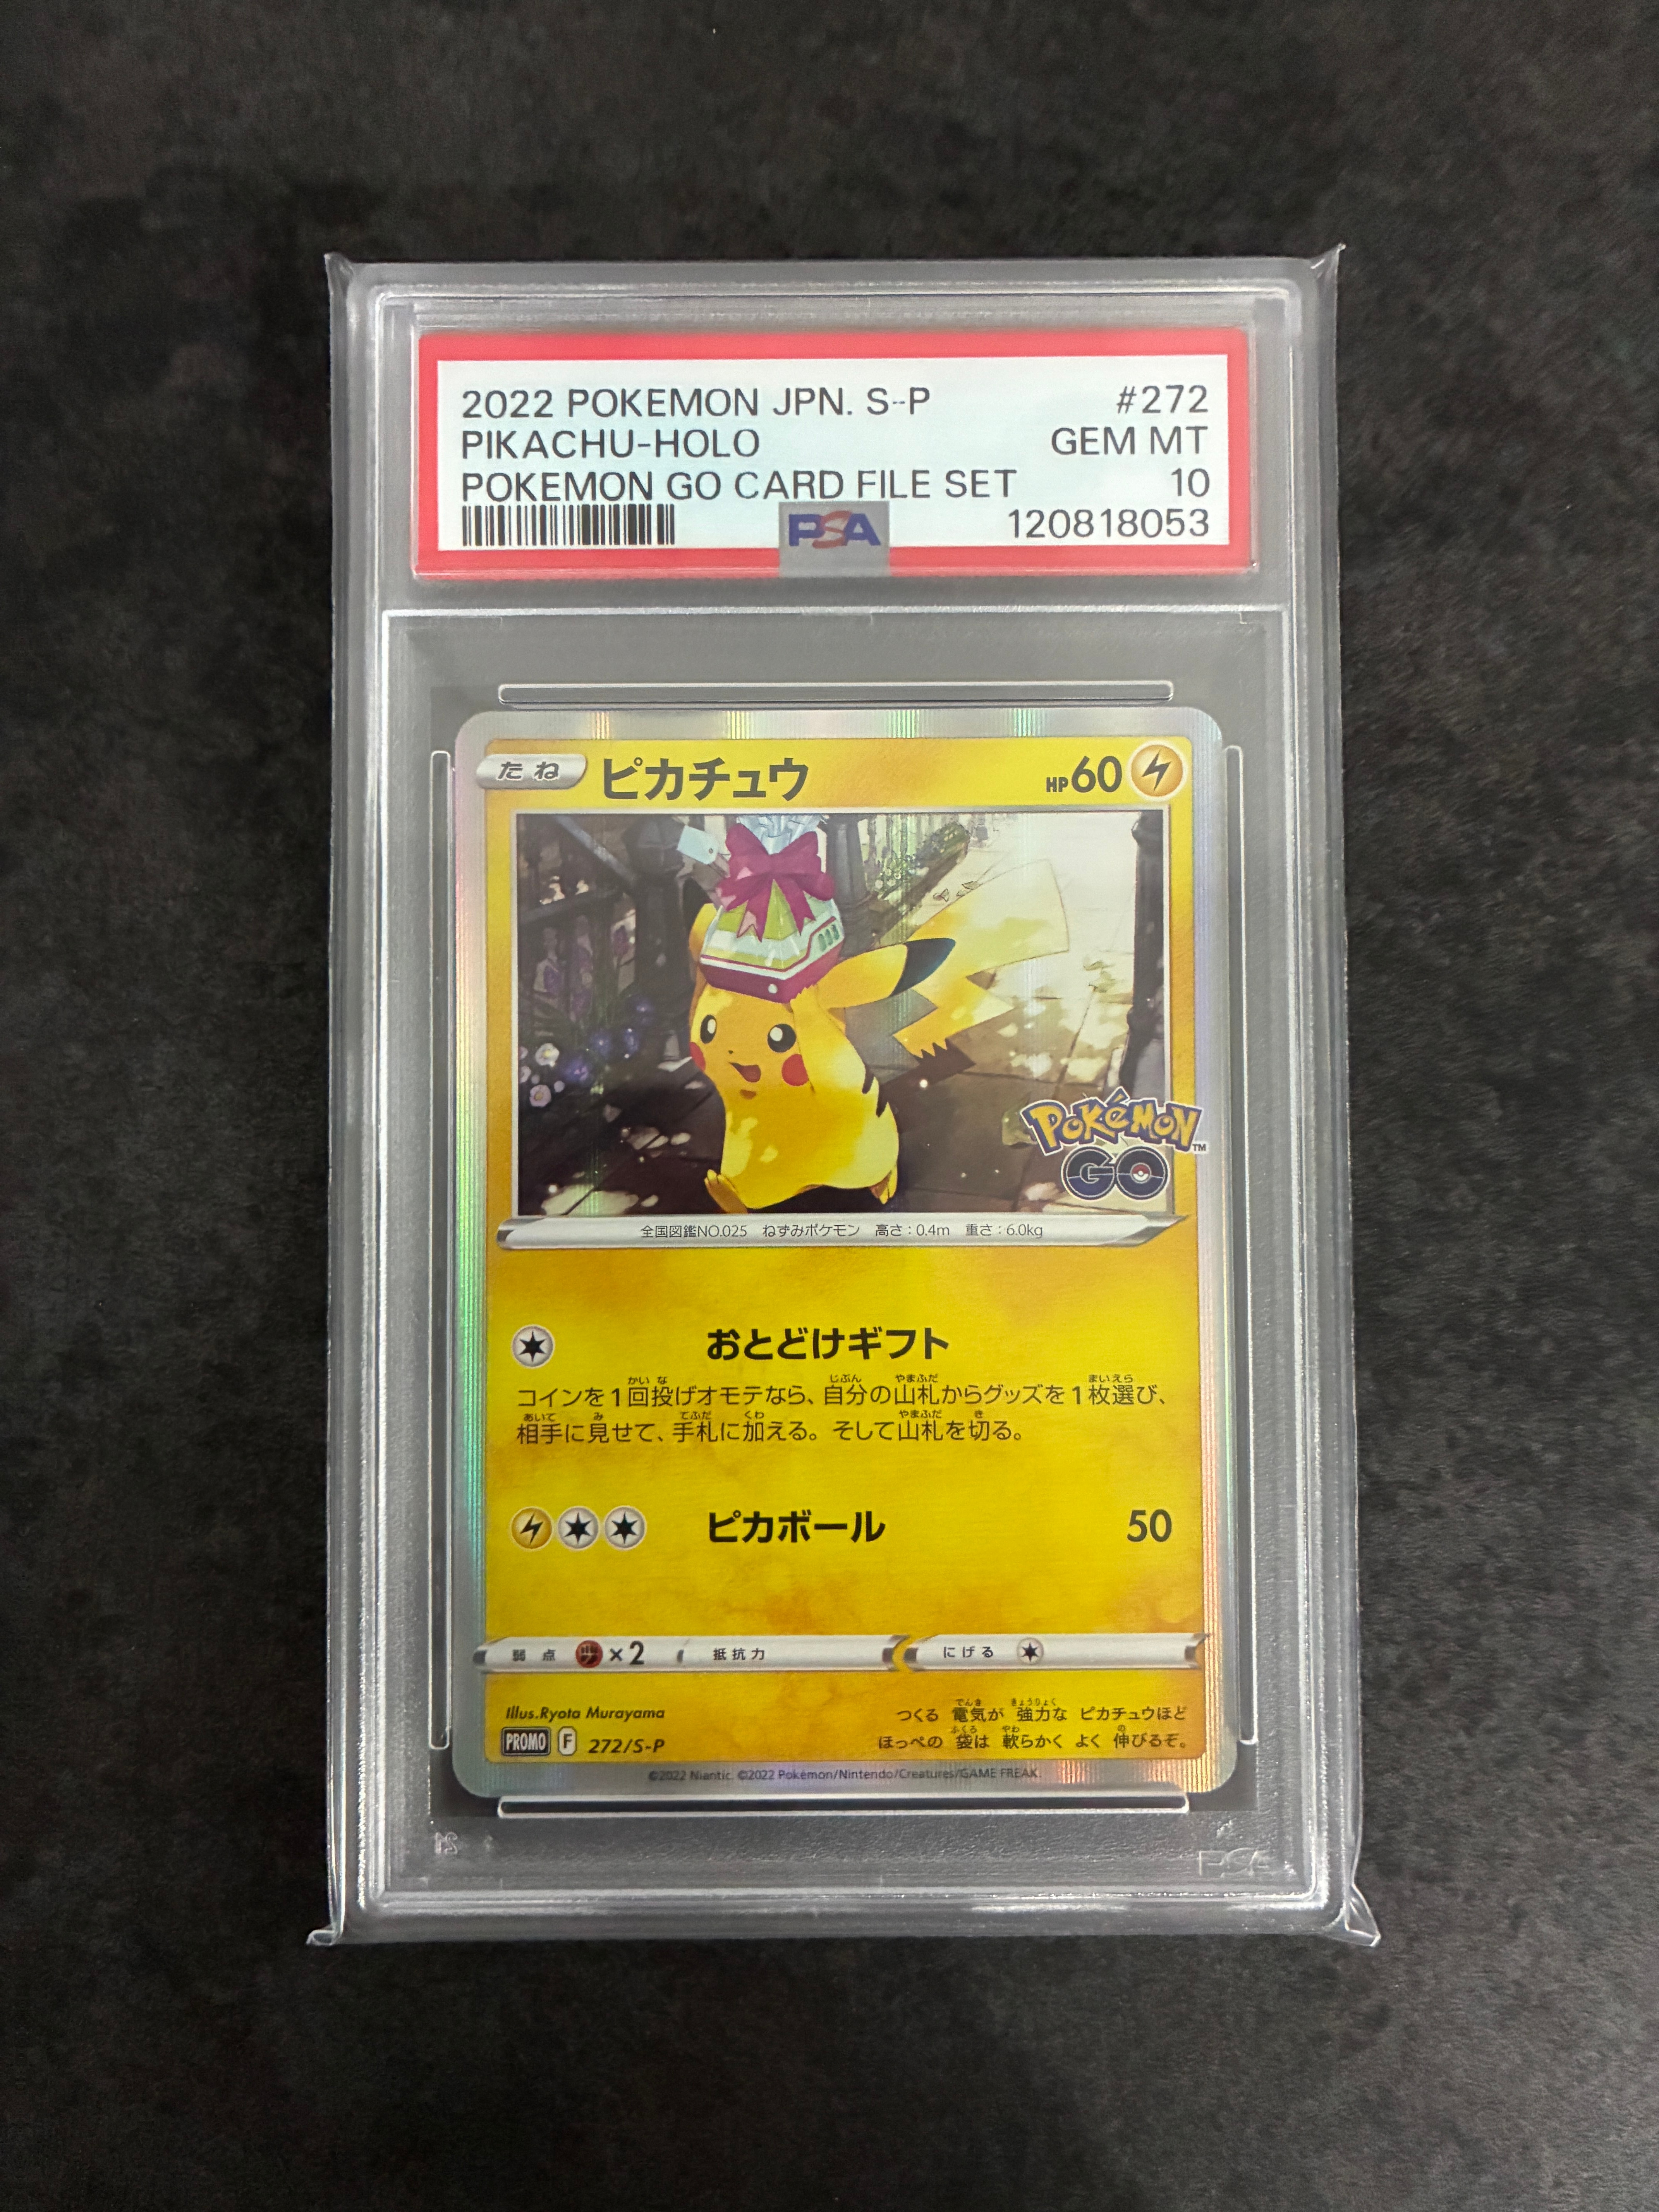 2022 POKEMON JPN. S-P #272
PIKACHU-HOLO GEM MT
POKEMON GO CARD FILE SET 10
PSA 120818053
たね ピカチュウ HP60
Pokémon™
GO
全国図鑑NO.025 ねずみポケモン 高さ:0.4m 重さ:6.0kg
おとどけギフト
コインを1回投げオモテなら、自分の山札からグッズを1枚選び、
相手に見せて、手札に加える。そして山札を切る。
ピカボール 50
弱点 ×2 抵抗力 にげる
Illus.Ryota Murayama
PROMO F 272/S-P
つくる 電気が 強力な ピカチュウほど
ほっぺの 袋は 軟らかく よく 伸びるぞ。
©2022 Niantic. ©2022 Pokémon/Nintendo/Creatures/GAME FREAK.
PSA